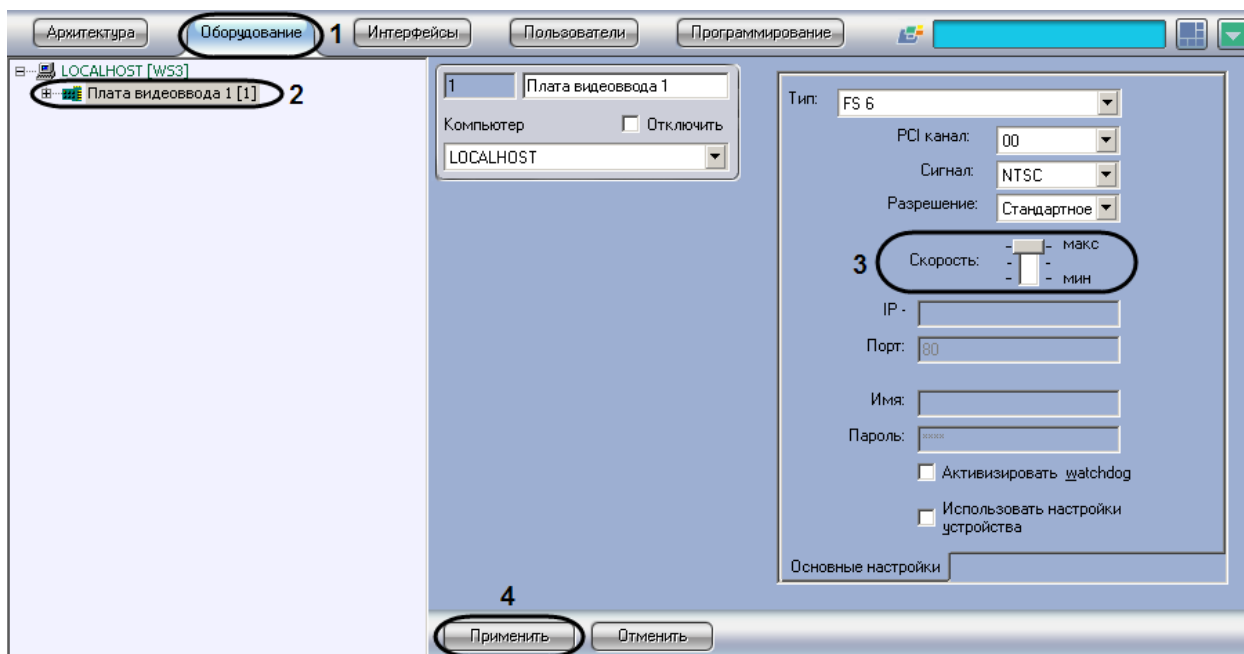 Архитектура Оборудование 1 Интерфейсы Пользователи Программирование
LOCALHOST [WS3]
Плата видеоввода 1 [1] 2
1 Плата видеоввода 1
Компьютер Отключить
LOCALHOST
Тип: FS 6
PCI канал: 00
Сигнал: NTSC
Разрешение: Стандартное
3 Скорость: макс
мин
IP -
Порт: 80
Имя:
Пароль: ****
Активизировать watchdog
Использовать настройки
устройства
Основные настройки
4
Применить Отменить